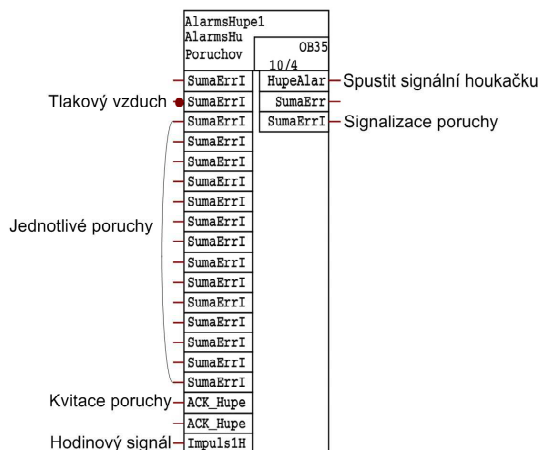 AlarmsHupe1
AlarmsHu
Poruchov
OB35
10/4
SumaErrI HupeAlar Spustit signální houkačku
Tlakový vzduch SumaErrI SumaErr
SumaErrI SumaErrI Signalizace poruchy
SumaErrI
SumaErrI
SumaErrI
SumaErrI
Jednotlivé poruchy SumaErrI
SumaErrI
SumaErrI
SumaErrI
SumaErrI
SumaErrI
SumaErrI
SumaErrI
SumaErrI
Kvitace poruchy ACK_Hupe
ACK_Hupe
Hodinový signál Impuls1H